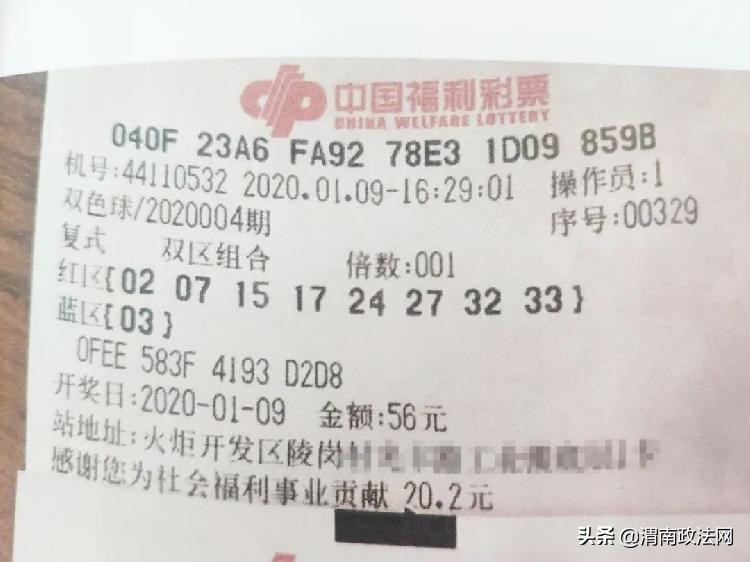 中国福利彩票
CHINA WELFARE LOTTERY
040F 23A6 FA92 78E3 1D09 859B
机号:44110532 2020.01.09-16:29:01 操作员:1
双色球/2020004期 序号:00329
复式 双区组合 倍数:001
红区{02 07 15 17 24 27 32 33}
蓝区{03}
0FEE 583F 4193 D2D8
开奖日:2020-01-09 金额:56元
站地址:火炬开发区陵岗
感谢您为社会福利事业贡献 20.2元
头条 @渭南政法网